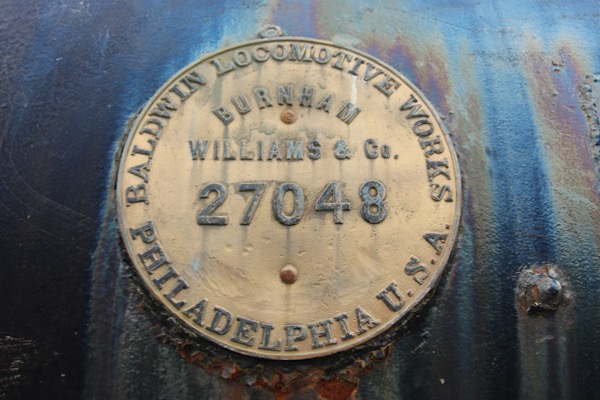 BALDWIN LOCOMOTIVE WORKS
BURNHAM
WILLIAMS & Co.
27048
PHILADELPHIA U.S.A.